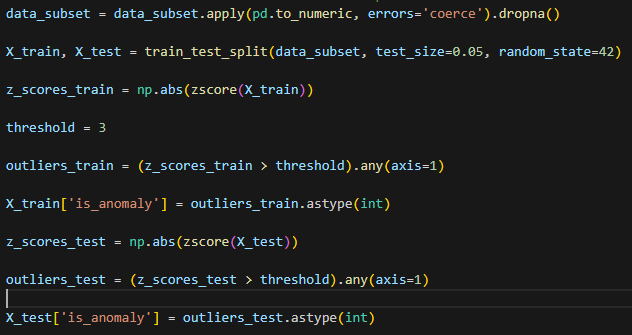 data_subset = data_subset.apply(pd.to_numeric, errors='coerce').dropna()
X_train, X_test = train_test_split(data_subset, test_size=0.05, random_state=42)
z_scores_train = np.abs(zscore(X_train))
threshold = 3
outliers_train = (z_scores_train > threshold).any(axis=1)
X_train['is_anomaly'] = outliers_train.astype(int)
z_scores_test = np.abs(zscore(X_test))
outliers_test = (z_scores_test > threshold).any(axis=1)
X_test['is_anomaly'] = outliers_test.astype(int)